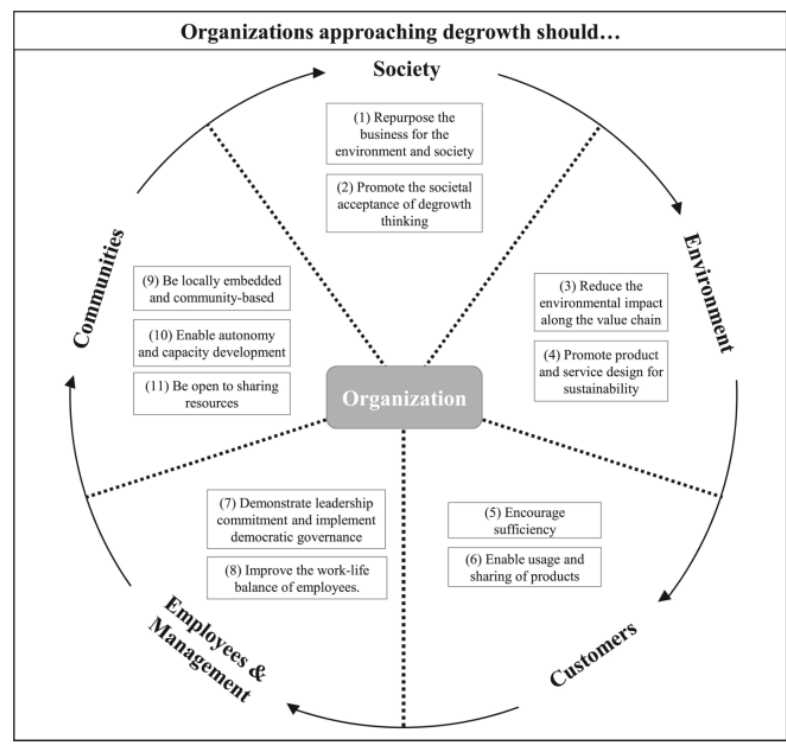 Organizations approaching degrowth should…
Society
(1) Repurpose the
business for the
environment and society
(2) Promote the societal
acceptance of degrowth
thinking
Environment
(3) Reduce the
environmental impact
along the value chain
(4) Promote product
and service design for
sustainability
Customers
(5) Encourage
sufficiency
(6) Enable usage and
sharing of products
Employees &
Management
(7) Demonstrate leadership
commitment and implement
democratic governance
(8) Improve the work-life
balance of employees.
Communities
(9) Be locally embedded
and community-based
(10) Enable autonomy
and capacity development
(11) Be open to sharing
resources
Organization